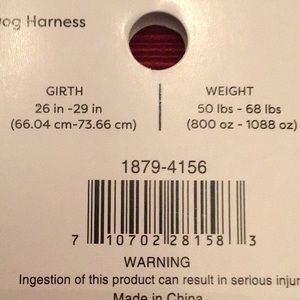 Dog Harness
GIRTH
26 in -29 in
(66.04 cm-73.66 cm)
WEIGHT
50 lbs - 68 lbs
(800 oz - 1088 oz)
1879-4156
7 10702 28158 3
WARNING
Ingestion of this product can result in serious injur
Made in China